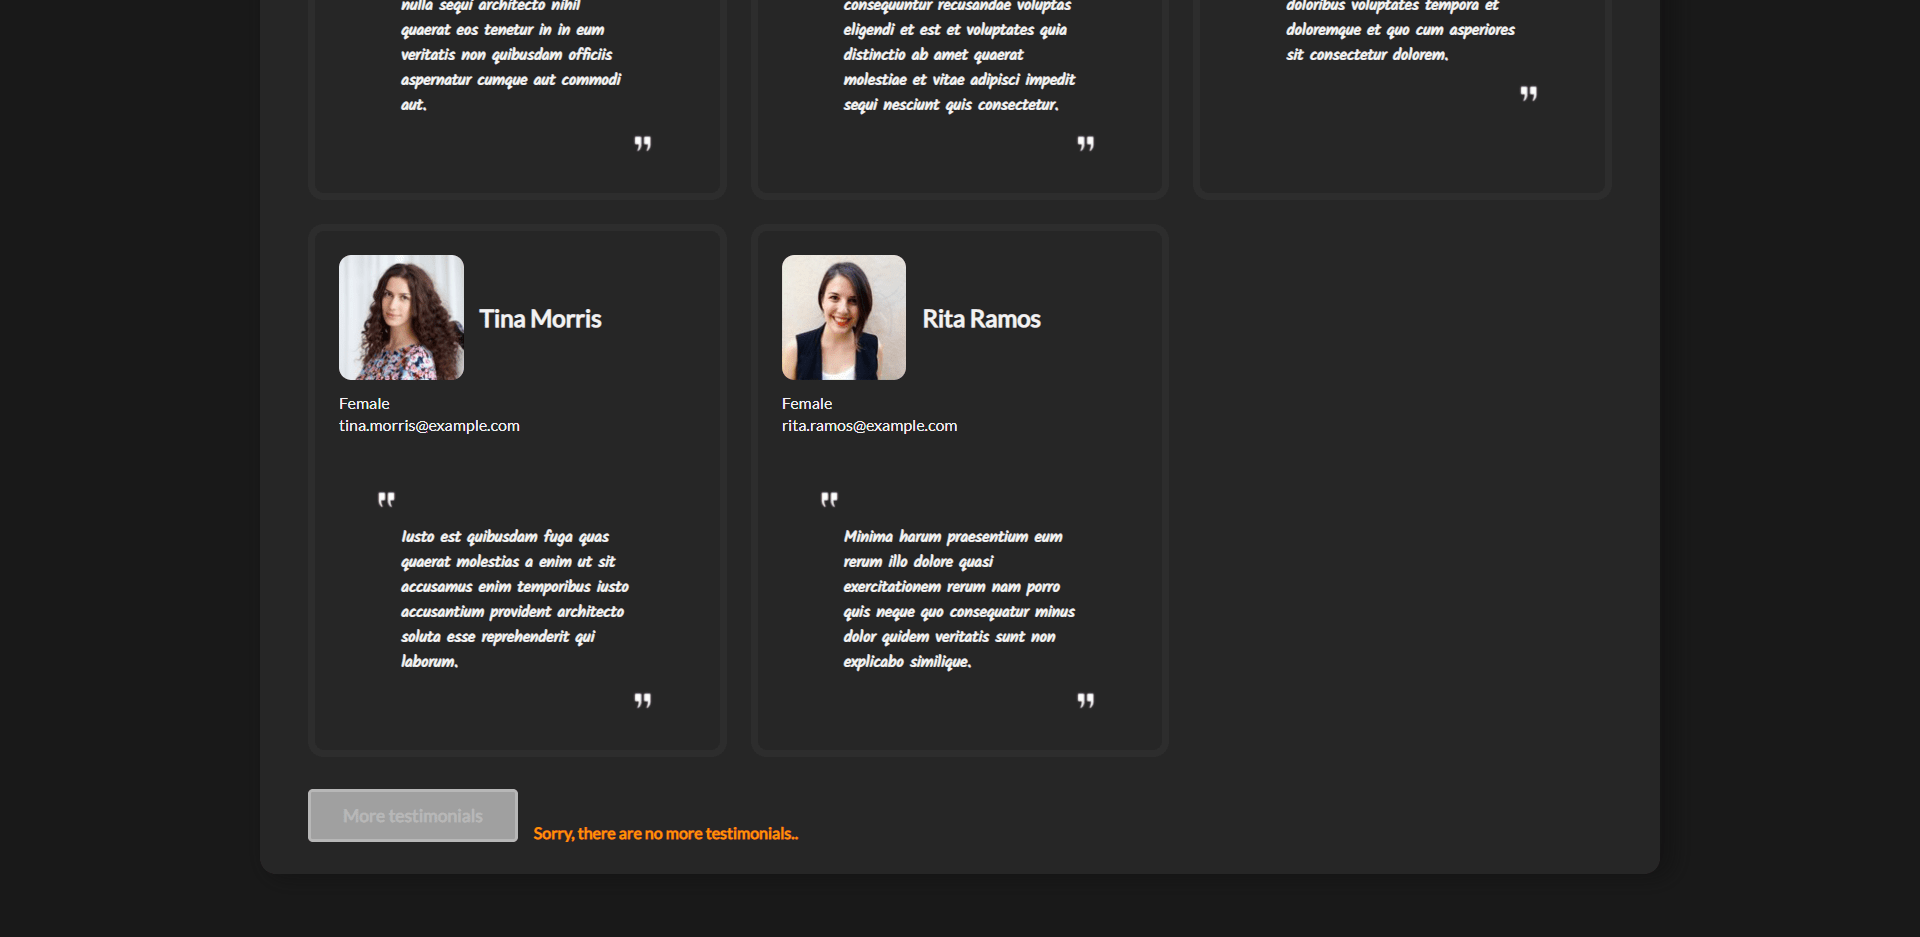 nulla sequi architecto nihil
quaerat eos tenetur in in eum
veritatis non quibusdam officiis
aspernatur cumque aut commodi
aut.
"
consequuntur recusandae voluptas
eligendi et est et voluptates quia
distinctio ab amet quaerat
molestiae et vitae adipisci impedit
sequi nesciunt quis consectetur.
"
doloribus voluptates tempora et
doloremque et quo cum asperiores
sit consectetur dolorem.
"
Tina Morris
Female
tina.morris@example.com
"
Iusto est quibusdam fuga quas
quaerat molestias a enim ut sit
accusamus enim temporibus iusto
accusantium provident architecto
soluta esse reprehenderit qui
laborum.
"
Rita Ramos
Female
rita.ramos@example.com
"
Minima harum praesentium eum
rerum illo dolore quasi
exercitationem rerum nam porro
quis neque quo consequatur minus
dolor quidem veritatis sunt non
explicabo similique.
"
More testimonials
Sorry, there are no more testimonials..